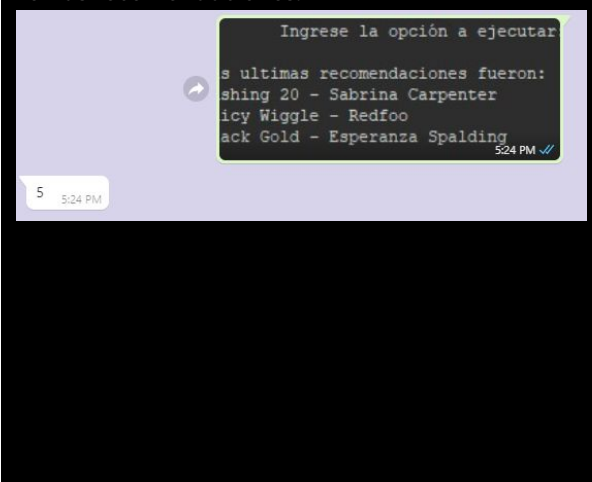 Ingrese la opción a ejecutar:
s ultimas recomendaciones fueron:
shing 20 - Sabrina Carpenter
icy Wiggle - Redfoo
ack Gold - Esperanza Spalding
5:24 PM
5
5:24 PM